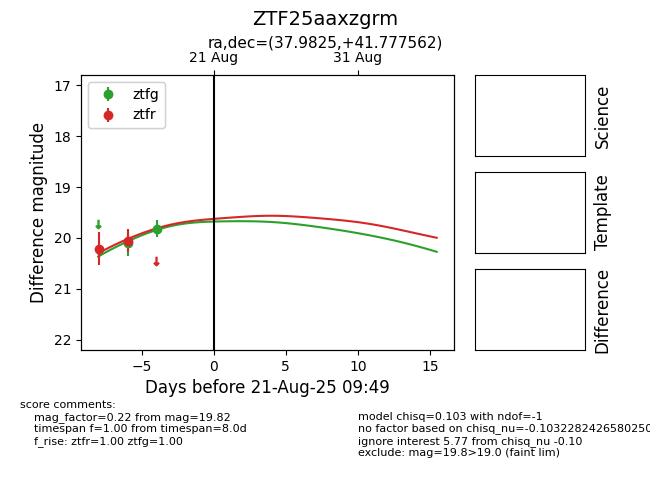 ZTF25aaxzgrm
ra,dec=(37.9825,+41.777562)
21 Aug
31 Aug
ztfg
ztfr
17
18
19
20
21
22
Difference magnitude
−5
0
5
10
15
Days before 21-Aug-25 09:49
Science
Template
Difference
score comments:
mag_factor=0.22 from mag=19.82
timespan f=1.00 from timespan=8.0d
f_rise: ztfr=1.00 ztfg=1.00
model chisq=0.103 with ndof=-1
no factor based on chisq_nu=-0.1032282426580250
ignore interest 5.77 from chisq_nu -0.10
exclude: mag=19.8>19.0 (faint lim)